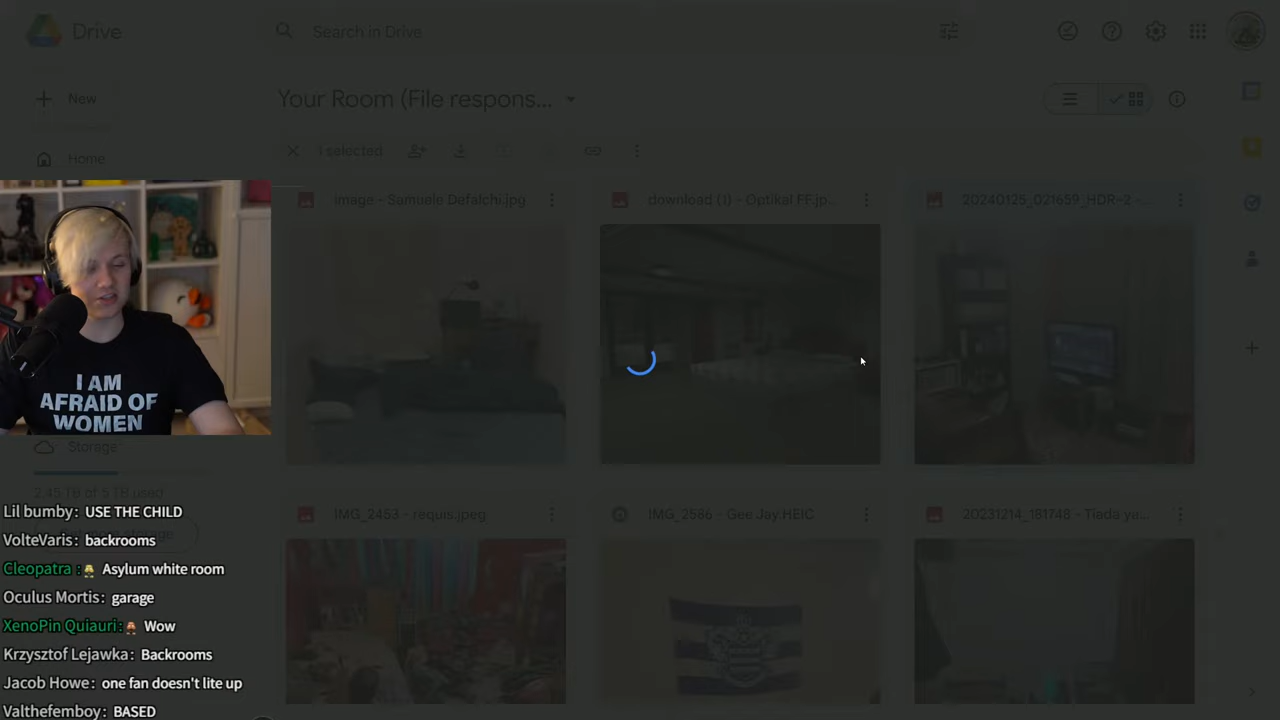 Drive
Search in Drive
New
Your Room (File respons...
1 selected
Home
image - Samuele Defalchi.jpg
download (1) - Optikal FF.jp...
20240125_021659_HDR~2 -...
I AM
AFRAID OF
WOMEN
Storage
2.45 TB of 5 TB used
IMG_2453 - requis.jpeg
IMG_2586 - Gee Jay.HEIC
20231214_181748 - Tiada ya...
Lil bumby: USE THE CHILD
VolteVaris: backrooms
Cleopatra : Asylum white room
Oculus Mortis: garage
XenoPin Quiauri: Wow
Krzysztof Lejawka: Backrooms
Jacob Howe: one fan doesn't lite up
Valthefemboy: BASED